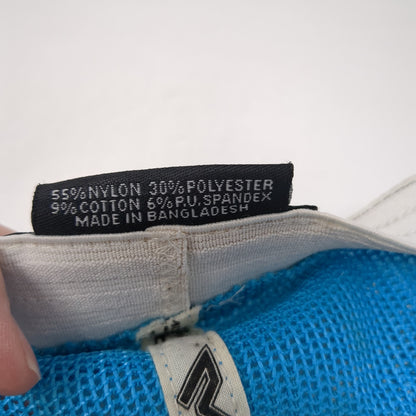 55% NYLON 30% POLYESTER
9% COTTON 6% P.U. SPANDEX
MADE IN BANGLADESH